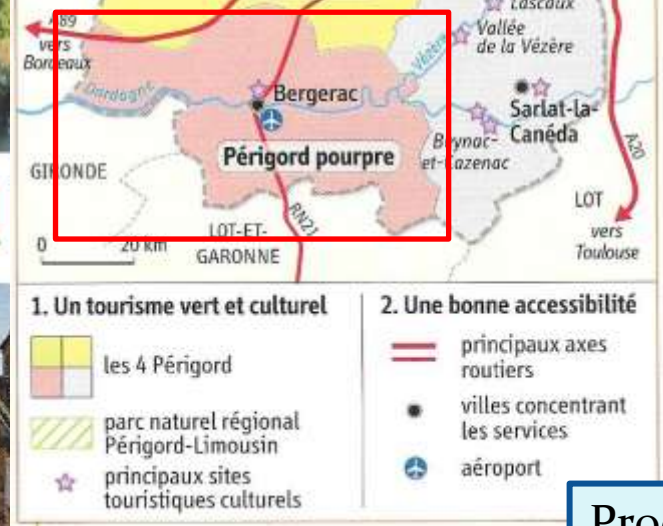 Lascaux
A89
vers
Bordeaux
Vallée
de la Vézère
Vézère
Dordogne
Bergerac
Sarlat-la-
Canéda
Beynac-
et-Cazenac
Périgord pourpre
A20
GIRONDE
LOT
RN21
vers
Toulouse
0 20 km
LOT-ET-
GARONNE
1. Un tourisme vert et culturel
les 4 Périgord
parc naturel régional
Périgord-Limousin
principaux sites
touristiques culturels
2. Une bonne accessibilité
principaux axes
routiers
villes concentrant
les services
aéroport